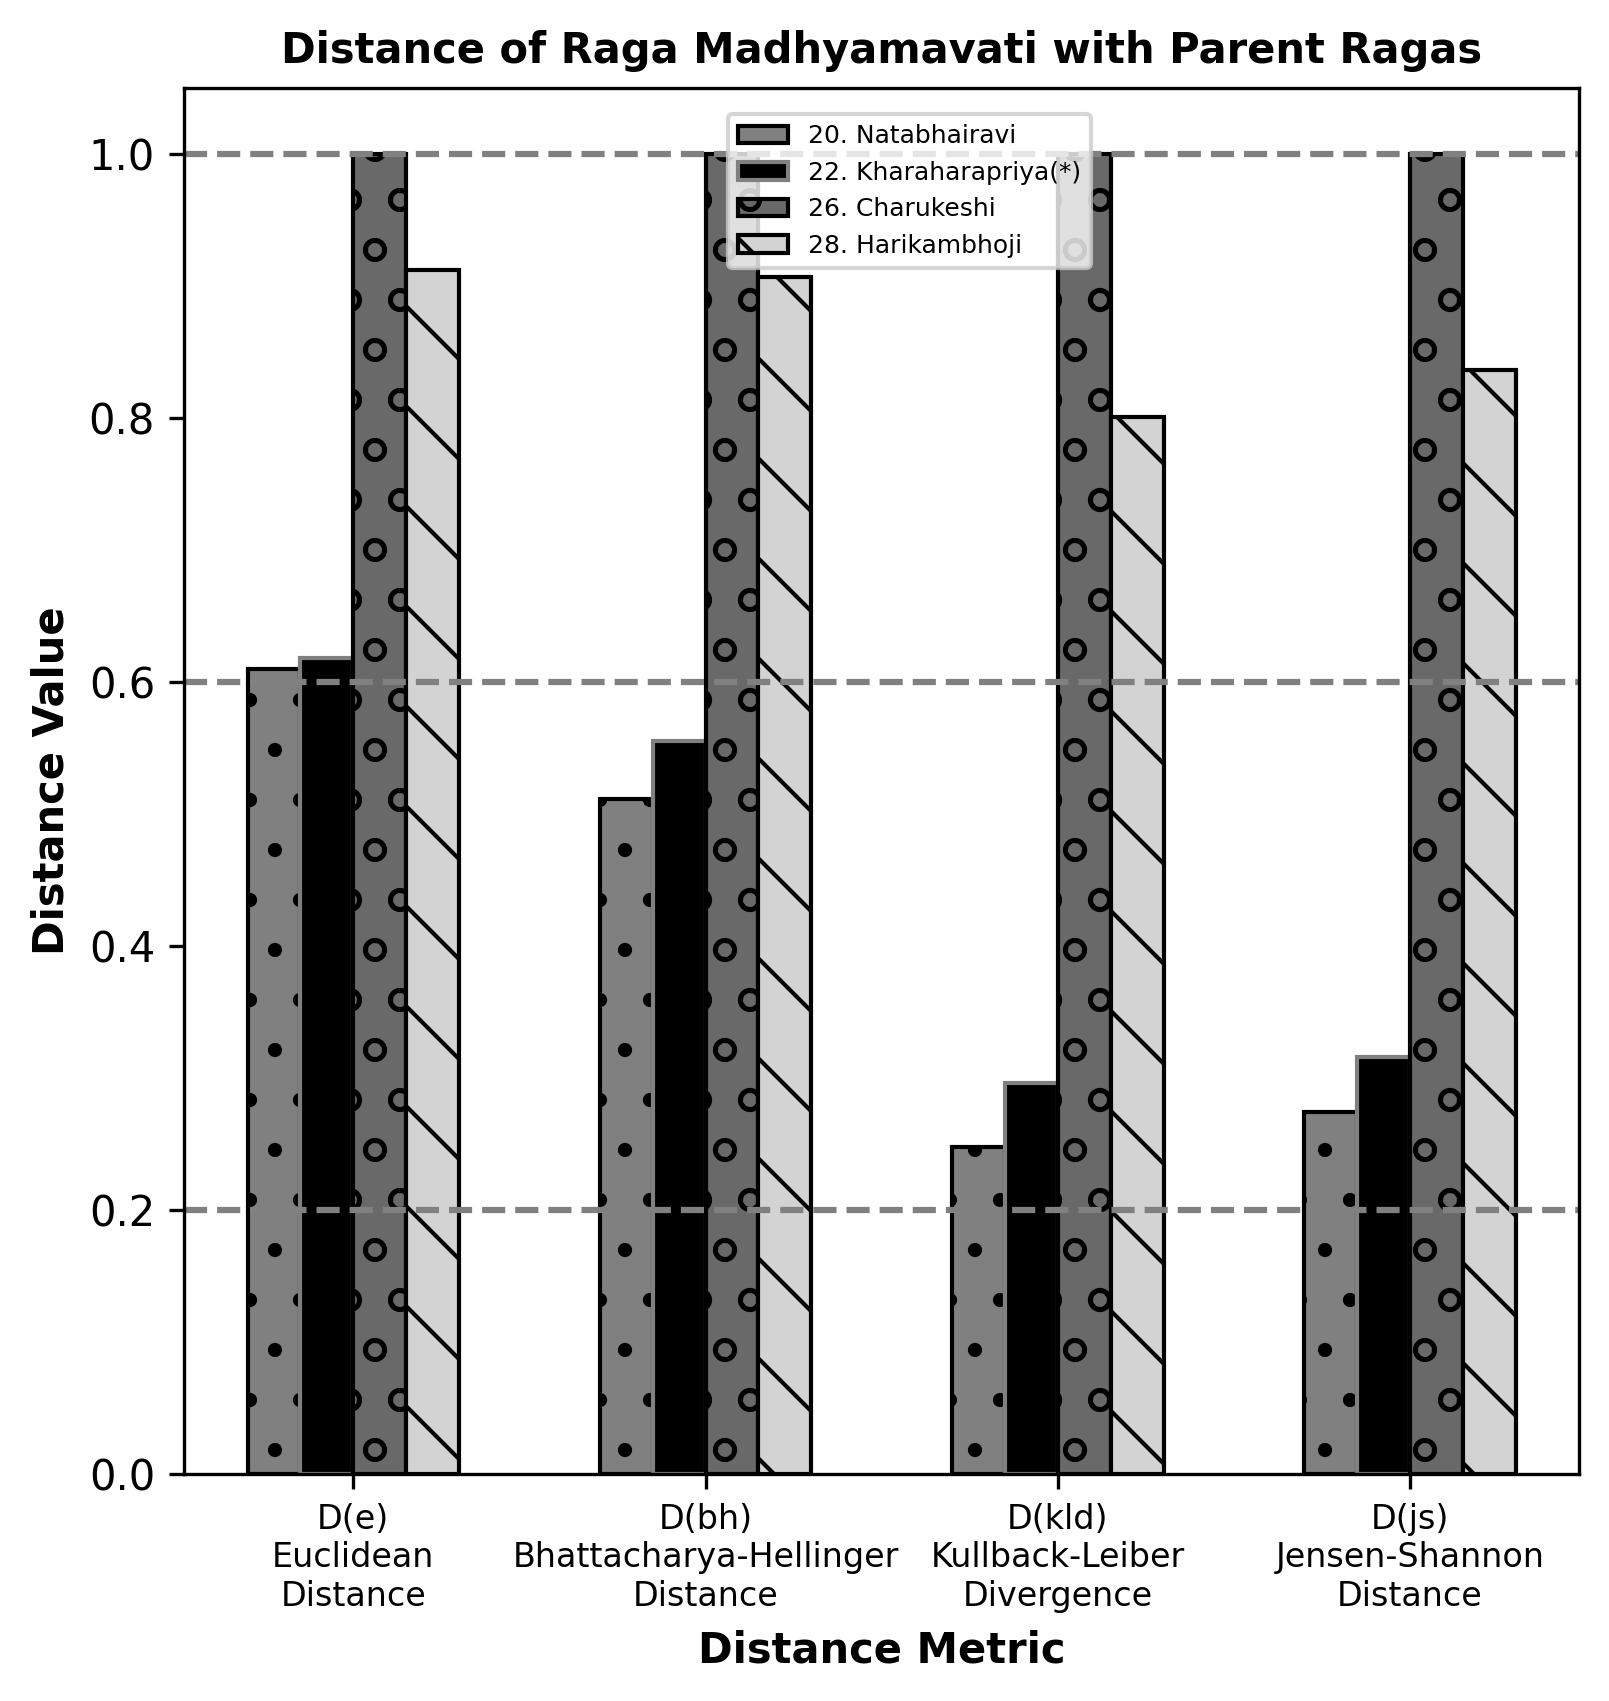 Distance of Raga Madhyamavati with Parent Ragas
20. Natabhairavi
22. Kharaharapriya(*)
26. Charukeshi
28. Harikambhoji
Distance Value
1.0
0.8
0.6
0.4
0.2
0.0
D(e)
Euclidean
Distance
D(bh)
Bhattacharya-Hellinger
Distance
D(kld)
Kullback-Leiber
Divergence
D(js)
Jensen-Shannon
Distance
Distance Metric